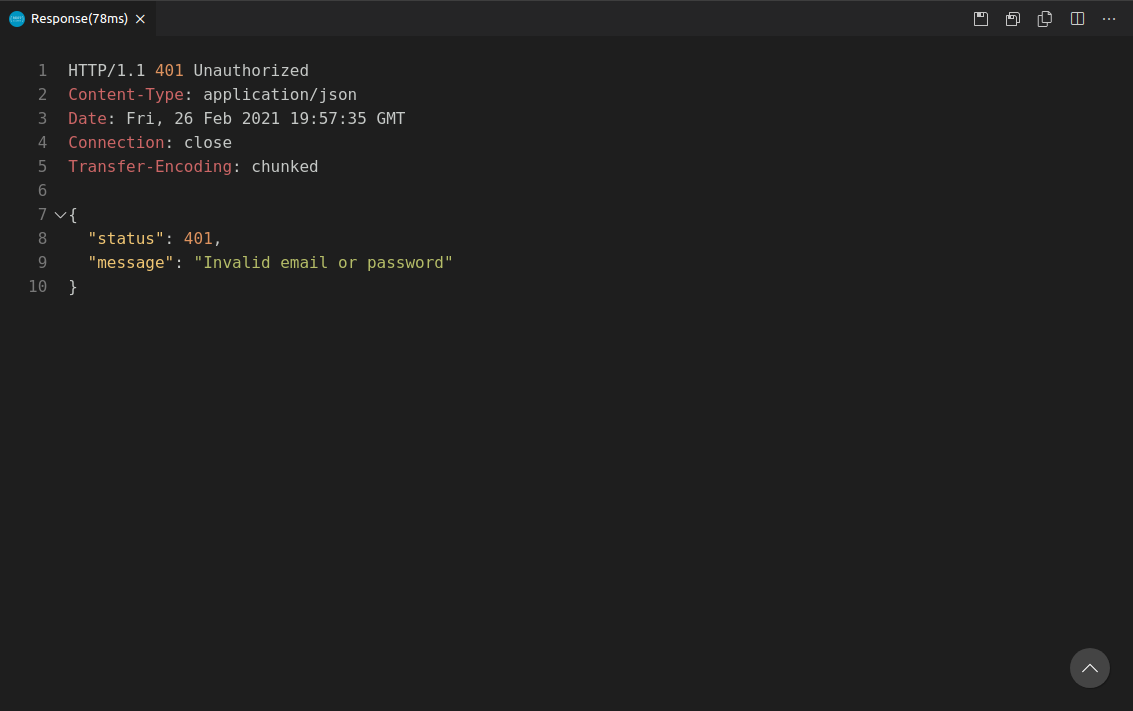 Response(78ms)
1 HTTP/1.1 401 Unauthorized
2 Content-Type: application/json
3 Date: Fri, 26 Feb 2021 19:57:35 GMT
4 Connection: close
5 Transfer-Encoding: chunked
6
7 {
8 "status": 401,
9 "message": "Invalid email or password"
10 }